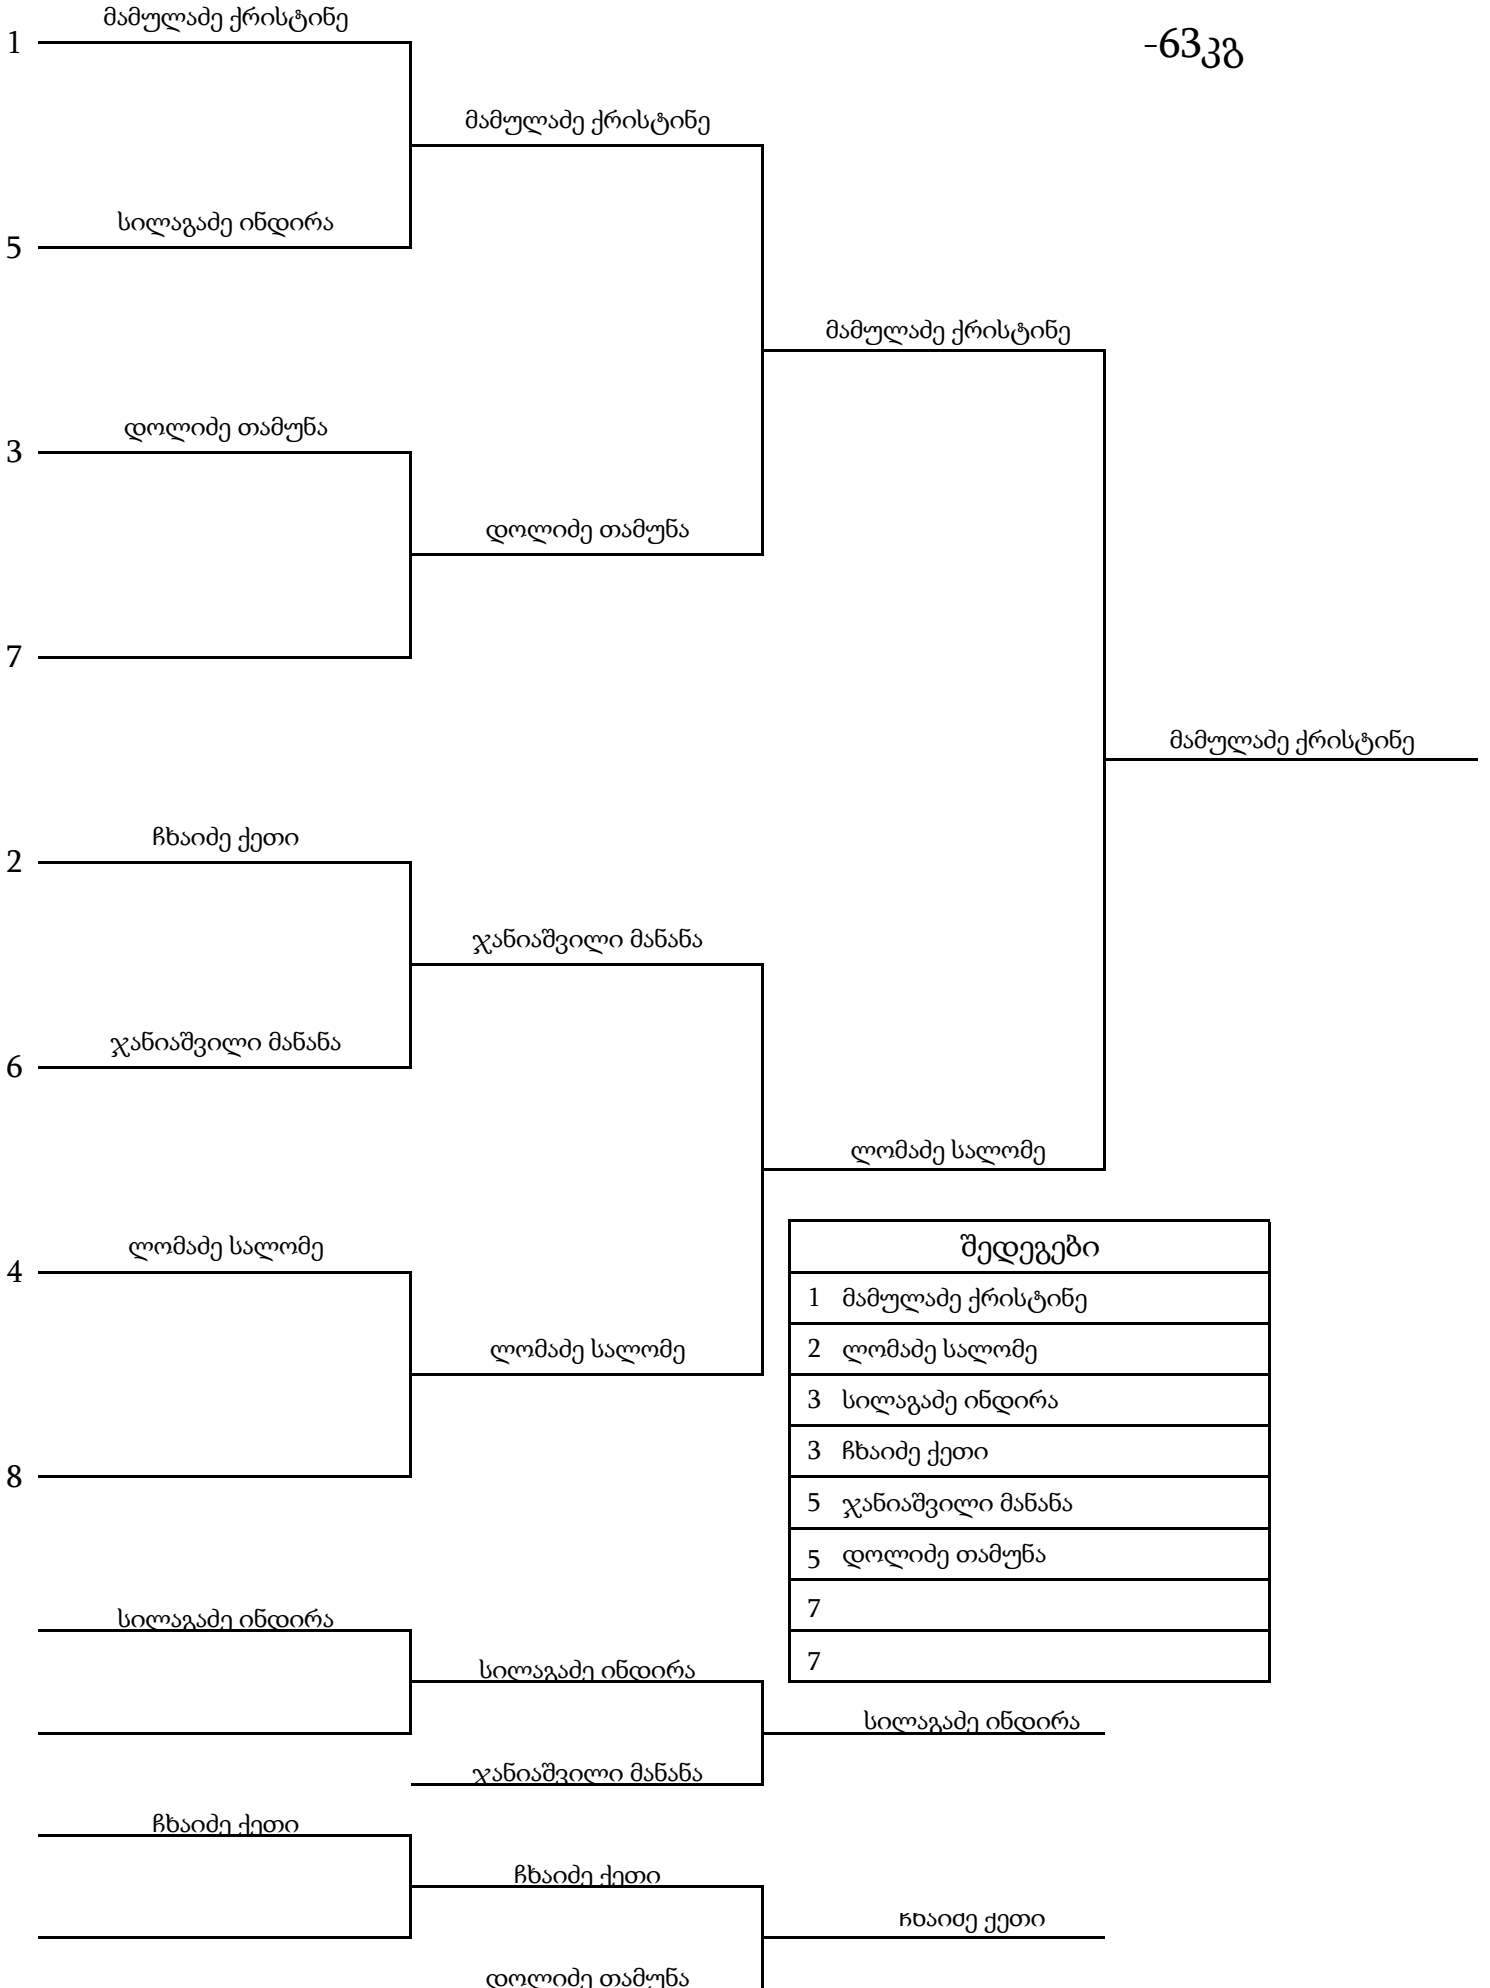 მამულაძე ქრისტინე
1
-63კგ
მამულაძე ქრისტინე
სილაგაძე ინდირა
5
მამულაძე ქრისტინე
დოლიძე თამუნა
3
დოლიძე თამუნა
7
მამულაძე ქრისტინე
ჩხაიძე ქეთი
2
ჯანიაშვილი მანანა
ჯანიაშვილი მანანა
6
ლომაძე სალომე
ლომაძე სალომე
4
ლომაძე სალომე
8
შედეგები
1 მამულაძე ქრისტინე
2 ლომაძე სალომე
3 სილაგაძე ინდირა
3 ჩხაიძე ქეთი
5 ჯანიაშვილი მანანა
5 დოლიძე თამუნა
7
7
სილაგაძე ინდირა
სილაგაძე ინდირა
სილაგაძე ინდირა
ჯანიაშვილი მანანა
ჩხაიძე ქეთი
ჩხაიძე ქეთი
ჩხაიძე ქეთი
დოლიძე თამუნა